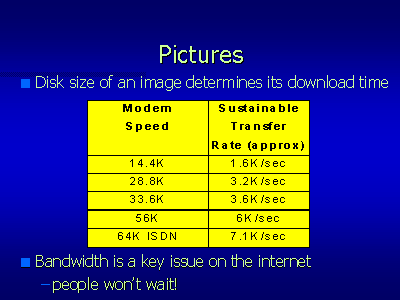 Pictures
Disk size of an image determines its download time
Modem Speed Sustainable Transfer Rate (approx)
14.4K 1.6K/sec
28.8K 3.2K/sec
33.6K 3.6K/sec
56K 6K/sec
64K ISDN 7.1K/sec
Bandwidth is a key issue on the internet
–people won't wait!